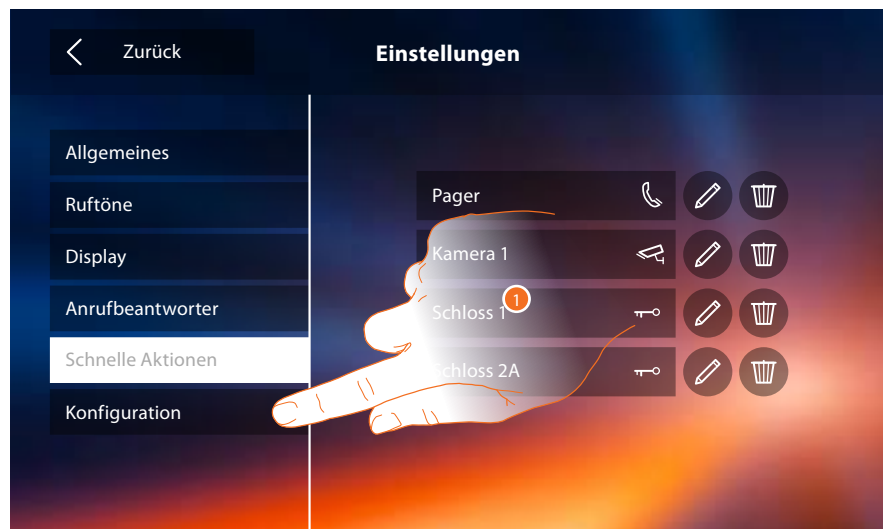 Zurück
Einstellungen
Allgemeines
Ruftöne
Display
Anrufbeantworter
Schnelle Aktionen
Konfiguration
Pager
Kamera 1
Schloss 1
1
Schloss 2A